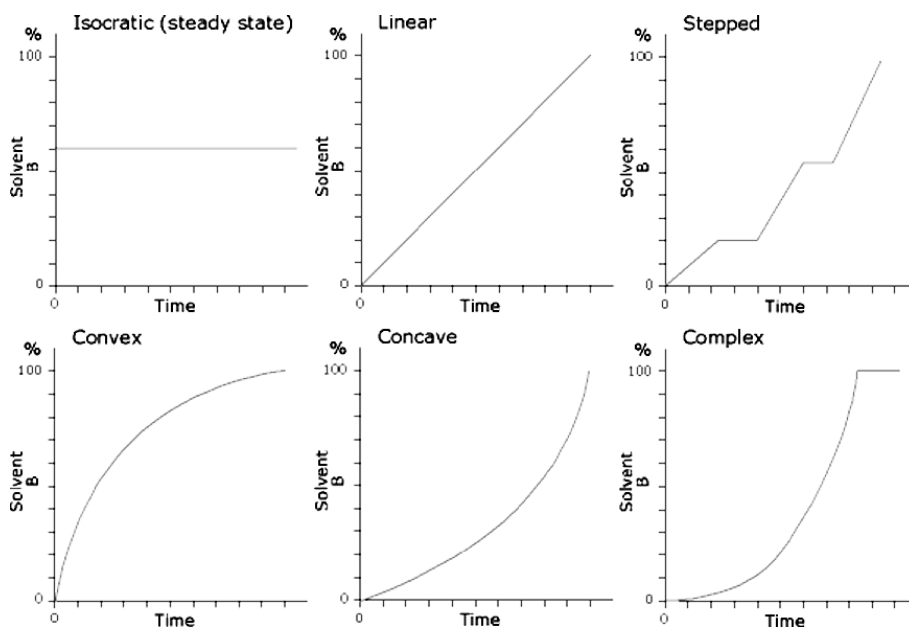 Isocratic (steady state)
%
100
Solvent
B
0
0
Time
Linear
%
100
Solvent
B
0
0
Time
Stepped
%
100
Solvent
B
0
0
Time
Convex
%
100
Solvent
B
0
0
Time
Concave
%
100
Solvent
B
0
0
Time
Complex
%
100
Solvent
B
0
0
Time